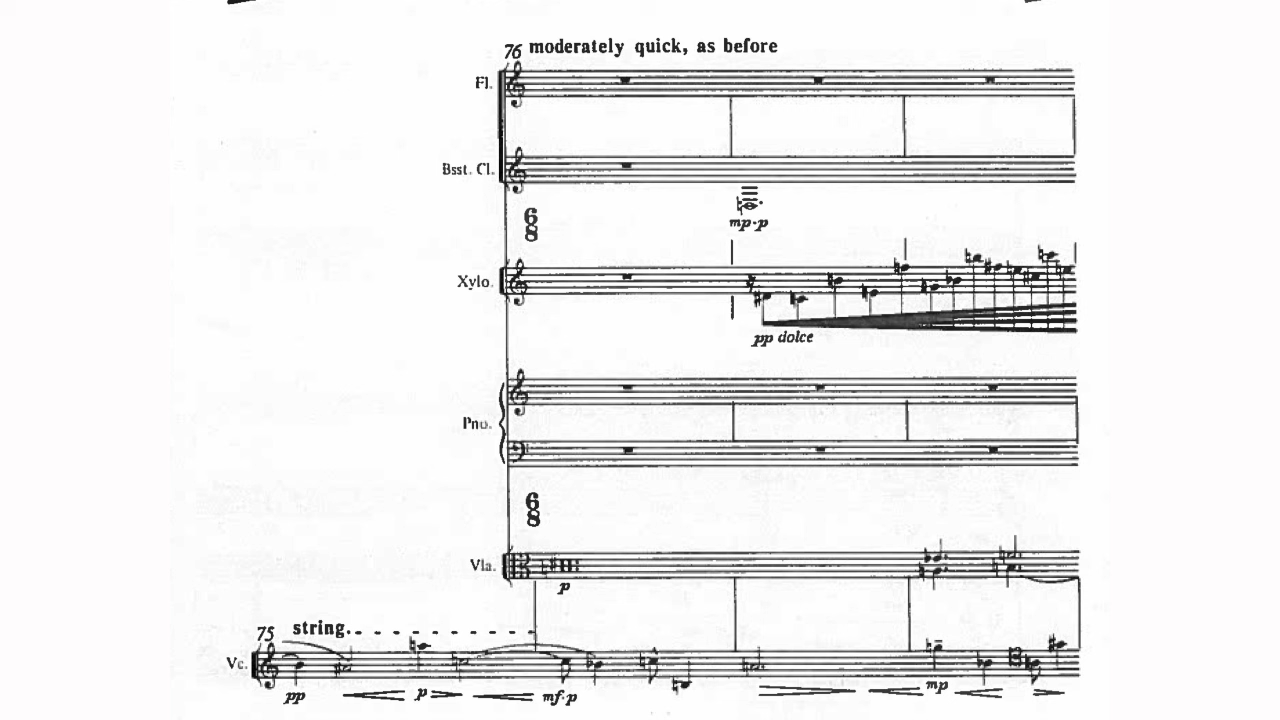 76 moderately quick, as before
Fl.
Bsst. Cl.
mp-p
6
8
Xylo.
pp dolce
Pno.
6
8
Vla.
p
75 string.
Vc.
pp p mf-p mp